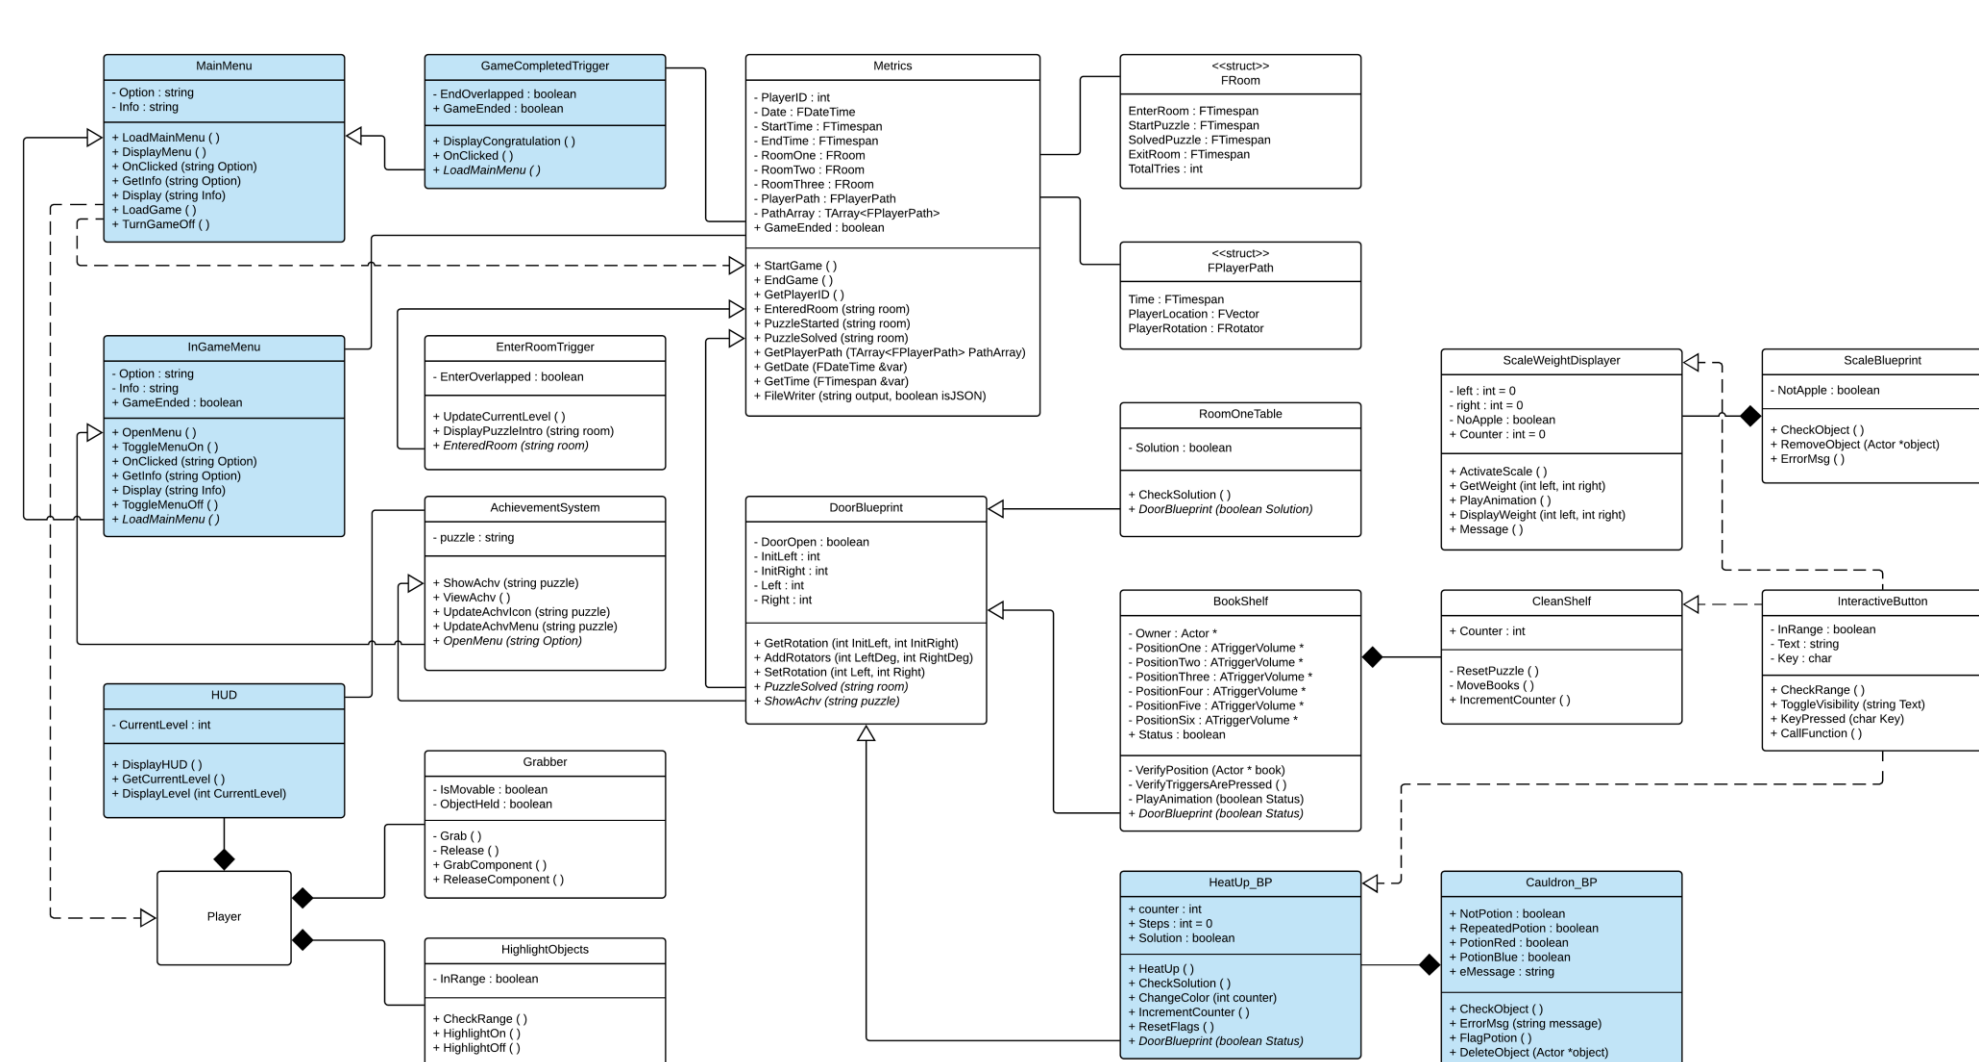 MainMenu
- Option : string
- Info : string
+ LoadMainMenu ( )
+ DisplayMenu ( )
+ OnClicked (string Option)
+ GetInfo (string Option)
+ Display (string Info)
+ LoadGame ( )
+ TurnGameOff ( )
GameCompletedTrigger
- EndOverlapped : boolean
+ GameEnded : boolean
+ DisplayCongratulation ( )
+ OnClicked ( )
+ LoadMainMenu ( )
Metrics
- PlayerID : int
- Date : FDateTime
- StartTime : FTimespan
- EndTime : FTimespan
- RoomOne : FRoom
- RoomTwo : FRoom
- RoomThree : FRoom
- PlayerPath : FPlayerPath
- PathArray : TArray<FPlayerPath>
+ GameEnded : boolean
+ StartGame ( )
+ EndGame ( )
+ GetPlayerID ( )
+ EnteredRoom (string room)
+ PuzzleStarted (string room)
+ PuzzleSolved (string room)
+ GetPlayerPath (TArray<FPlayerPath> PathArray)
+ GetDate (FDateTime &var)
+ GetTime (FTimespan &var)
+ FileWriter (string output, boolean isJSON)
<<struct>>
FRoom
EnterRoom : FTimespan
StartPuzzle : FTimespan
SolvedPuzzle : FTimespan
ExitRoom : FTimespan
TotalTries : int
<<struct>>
FPlayerPath
Time : FTimespan
PlayerLocation : FVector
PlayerRotation : FRotator
InGameMenu
- Option : string
- Info : string
+ GameEnded : boolean
+ OpenMenu ( )
+ ToggleMenuOn ( )
+ OnClicked (string Option)
+ GetInfo (string Option)
+ Display (string Info)
+ ToggleMenuOff ( )
+ LoadMainMenu ( )
EnterRoomTrigger
- EnterOverlapped : boolean
+ UpdateCurrentLevel ( )
+ DisplayPuzzleIntro (string room)
+ EnteredRoom (string room)
RoomOneTable
- Solution : boolean
+ CheckSolution ( )
+ DoorBlueprint (boolean Solution)
ScaleWeightDisplayer
- left : int = 0
- right : int = 0
- NoApple : boolean
+ Counter : int = 0
+ ActivateScale ( )
+ GetWeight (int left, int right)
+ PlayAnimation ( )
+ DisplayWeight (int left, int right)
+ Message ( )
ScaleBlueprint
- NotApple : boolean
+ CheckObject ( )
+ RemoveObject (Actor *object)
+ ErrorMsg ( )
AchievementSystem
- puzzle : string
+ ShowAchv (string puzzle)
+ ViewAchv ( )
+ UpdateAchvIcon (string puzzle)
+ UpdateAchvMenu (string puzzle)
+ OpenMenu (string Option)
DoorBlueprint
- DoorOpen : boolean
- InitLeft : int
- InitRight : int
- Left : int
- Right : int
+ GetRotation (int InitLeft, int InitRight)
+ AddRotators (int LeftDeg, int RightDeg)
+ SetRotation (int Left, int Right)
+ PuzzleSolved (string room)
+ ShowAchv (string puzzle)
BookShelf
- Owner : Actor *
- PositionOne : ATriggerVolume *
- PositionTwo : ATriggerVolume *
- PositionThree : ATriggerVolume *
- PositionFour : ATriggerVolume *
- PositionFive : ATriggerVolume *
- PositionSix : ATriggerVolume *
+ Status : boolean
- VerifyPosition (Actor * book)
- VerifyTriggersArePressed ( )
- PlayAnimation (boolean Status)
+ DoorBlueprint (boolean Status)
CleanShelf
+ Counter : int
- ResetPuzzle ( )
- MoveBooks ( )
+ IncrementCounter ( )
InteractiveButton
- InRange : boolean
- Text : string
- Key : char
+ CheckRange ( )
+ ToggleVisibility (string Text)
+ KeyPressed (char Key)
+ CallFunction ( )
HUD
- CurrentLevel : int
+ DisplayHUD ( )
+ GetCurrentLevel ( )
+ DisplayLevel (int CurrentLevel)
Grabber
- IsMovable : boolean
- ObjectHeld : boolean
- Grab ( )
- Release ( )
+ GrabComponent ( )
+ ReleaseComponent ( )
Player
HighlightObjects
- InRange : boolean
+ CheckRange ( )
+ HighlightOn ( )
+ HighlightOff ( )
HeatUp_BP
+ counter : int
+ Steps : int = 0
+ Solution : boolean
+ HeatUp ( )
+ CheckSolution ( )
+ ChangeColor (int counter)
+ IncrementCounter ( )
+ ResetFlags ( )
+ DoorBlueprint (boolean Status)
Cauldron_BP
+ NotPotion : boolean
+ RepeatedPotion : boolean
+ PotionRed : boolean
+ PotionBlue : boolean
+ eMessage : string
+ CheckObject ( )
+ ErrorMsg (string message)
+ FlagPotion ( )
+ DeleteObject (Actor *object)